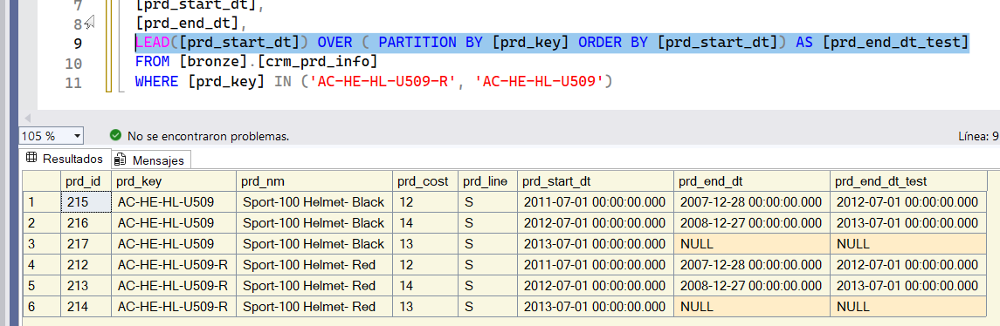 7 [prd_start_dt],
8 [prd_end_dt],
9 LEAD([prd_start_dt]) OVER ( PARTITION BY [prd_key] ORDER BY [prd_start_dt]) AS [prd_end_dt_test]
10 FROM [bronze].[crm_prd_info]
11 WHERE [prd_key] IN ('AC-HE-HL-U509-R', 'AC-HE-HL-U509')
105 % No se encontraron problemas. Línea: 9
Resultados Mensajes
prd_id prd_key prd_nm prd_cost prd_line prd_start_dt prd_end_dt prd_end_dt_test
1 215 AC-HE-HL-U509 Sport-100 Helmet- Black 12 S 2011-07-01 00:00:00.000 2007-12-28 00:00:00.000 2012-07-01 00:00:00.000
2 216 AC-HE-HL-U509 Sport-100 Helmet- Black 14 S 2012-07-01 00:00:00.000 2008-12-27 00:00:00.000 2013-07-01 00:00:00.000
3 217 AC-HE-HL-U509 Sport-100 Helmet- Black 13 S 2013-07-01 00:00:00.000 NULL NULL
4 212 AC-HE-HL-U509-R Sport-100 Helmet- Red 12 S 2011-07-01 00:00:00.000 2007-12-28 00:00:00.000 2012-07-01 00:00:00.000
5 213 AC-HE-HL-U509-R Sport-100 Helmet- Red 14 S 2012-07-01 00:00:00.000 2008-12-27 00:00:00.000 2013-07-01 00:00:00.000
6 214 AC-HE-HL-U509-R Sport-100 Helmet- Red 13 S 2013-07-01 00:00:00.000 NULL NULL